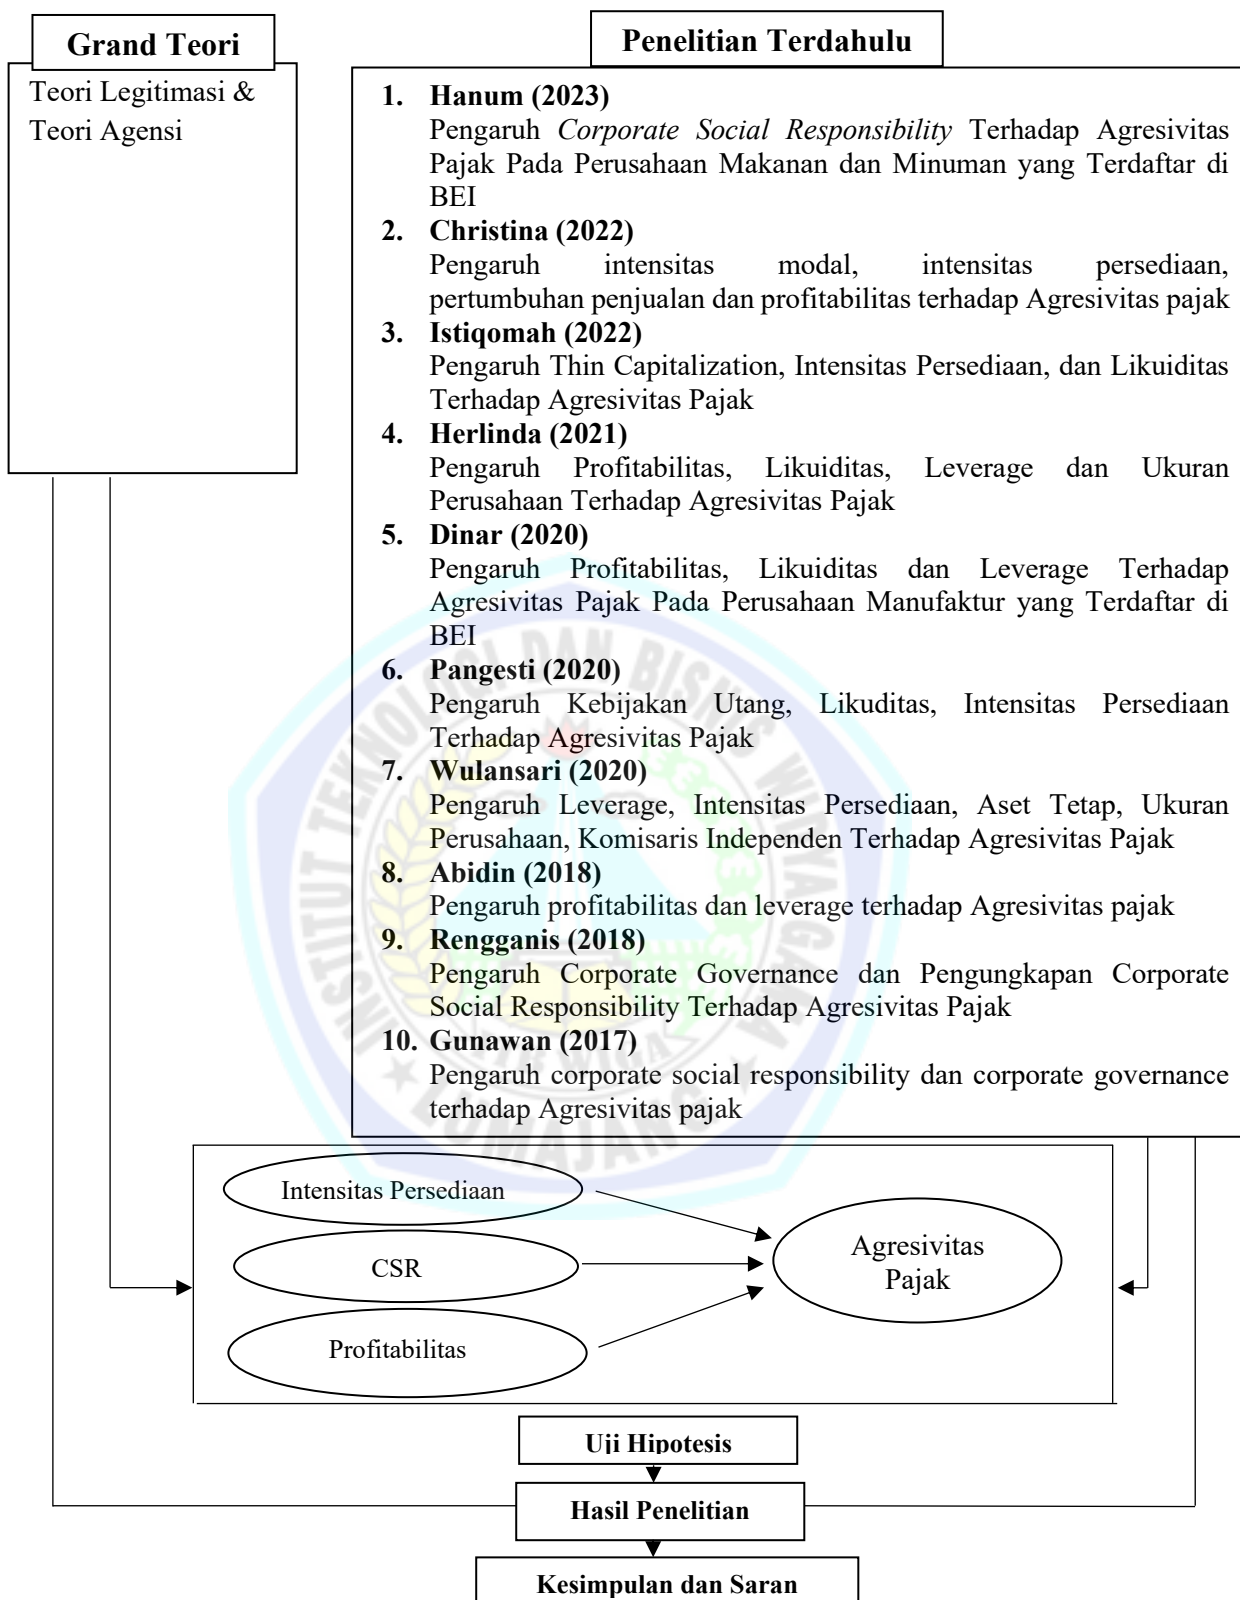 Grand Teori
Teori Legitimasi &
Teori Agensi
Penelitian Terdahulu
1. Hanum (2023)
Pengaruh Corporate Social Responsibility Terhadap Agresivitas
Pajak Pada Perusahaan Makanan dan Minuman yang Terdaftar di
BEI
2. Christina (2022)
Pengaruh intensitas modal, intensitas persediaan,
pertumbuhan penjualan dan profitabilitas terhadap Agresivitas pajak
3. Istiqomah (2022)
Pengaruh Thin Capitalization, Intensitas Persediaan, dan Likuiditas
Terhadap Agresivitas Pajak
4. Herlinda (2021)
Pengaruh Profitabilitas, Likuiditas, Leverage dan Ukuran
Perusahaan Terhadap Agresivitas Pajak
5. Dinar (2020)
Pengaruh Profitabilitas, Likuiditas dan Leverage Terhadap
Agresivitas Pajak Pada Perusahaan Manufaktur yang Terdaftar di
BEI
6. Pangesti (2020)
Pengaruh Kebijakan Utang, Likuditas, Intensitas Persediaan
Terhadap Agresivitas Pajak
7. Wulansari (2020)
Pengaruh Leverage, Intensitas Persediaan, Aset Tetap, Ukuran
Perusahaan, Komisaris Independen Terhadap Agresivitas Pajak
8. Abidin (2018)
Pengaruh profitabilitas dan leverage terhadap Agresivitas pajak
9. Rengganis (2018)
Pengaruh Corporate Governance dan Pengungkapan Corporate
Social Responsibility Terhadap Agresivitas Pajak
10. Gunawan (2017)
Pengaruh corporate social responsibility dan corporate governance
terhadap Agresivitas pajak
INSTITUT TEKNOLOGI DAN BISNIS WIDYA GAMA
LUMAJANG
Intensitas Persediaan
CSR
Profitabilitas
Agresivitas
Pajak
Uji Hipotesis
Hasil Penelitian
Kesimpulan dan Saran